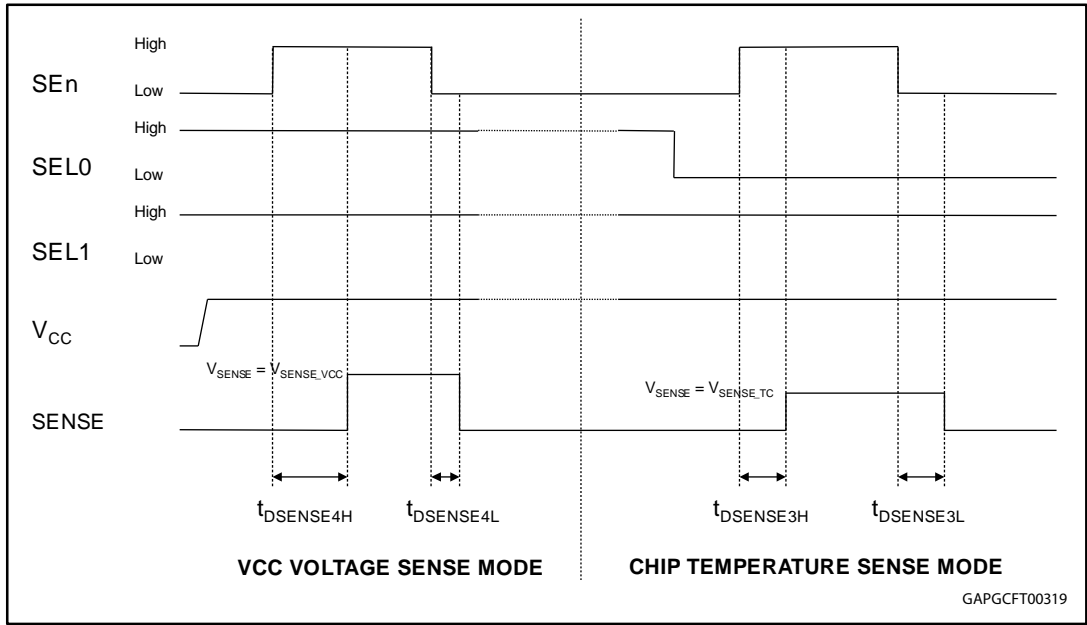 High
SEn
Low
High
SEL0
Low
High
SEL1
Low
VCC
VSENSE = VSENSE_VCC
VSENSE = VSENSE_TC
SENSE
tDSENSE4H
tDSENSE4L
tDSENSE3H
tDSENSE3L
VCC VOLTAGE SENSE MODE
CHIP TEMPERATURE SENSE MODE
GAPGCFT00319